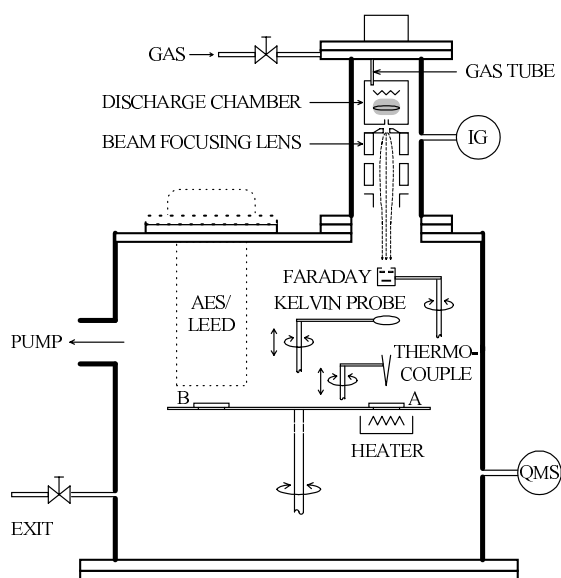 GAS
GAS TUBE
DISCHARGE CHAMBER
BEAM FOCUSING LENS
IG
FARADAY
KELVIN PROBE
AES/
LEED
PUMP
THERMO-
COUPLE
B
A
HEATER
QMS
EXIT